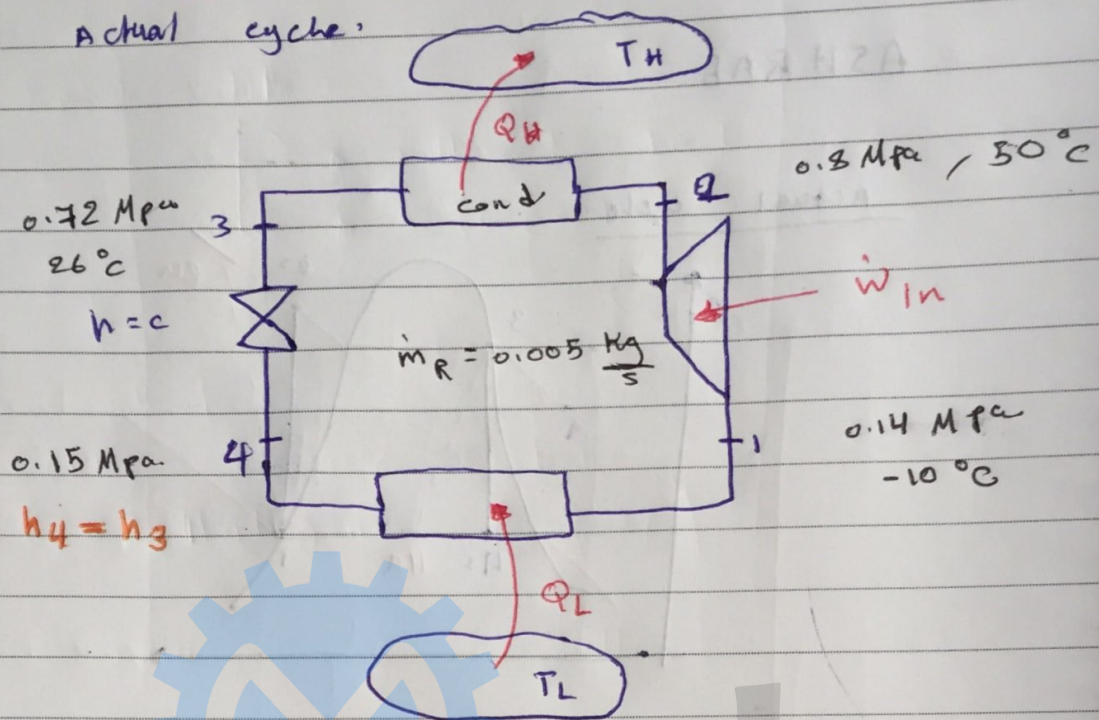 Actual cycle.
TH
QH
0.8 Mpa, 50°C
cond
2
0.72 Mpa
3
26°C
Ẇin
h = c
ṁR = 0.005 Kg/s
1
0.14 Mpa
-10°C
0.15 Mpa.
4
h4 = h3
QL
TL